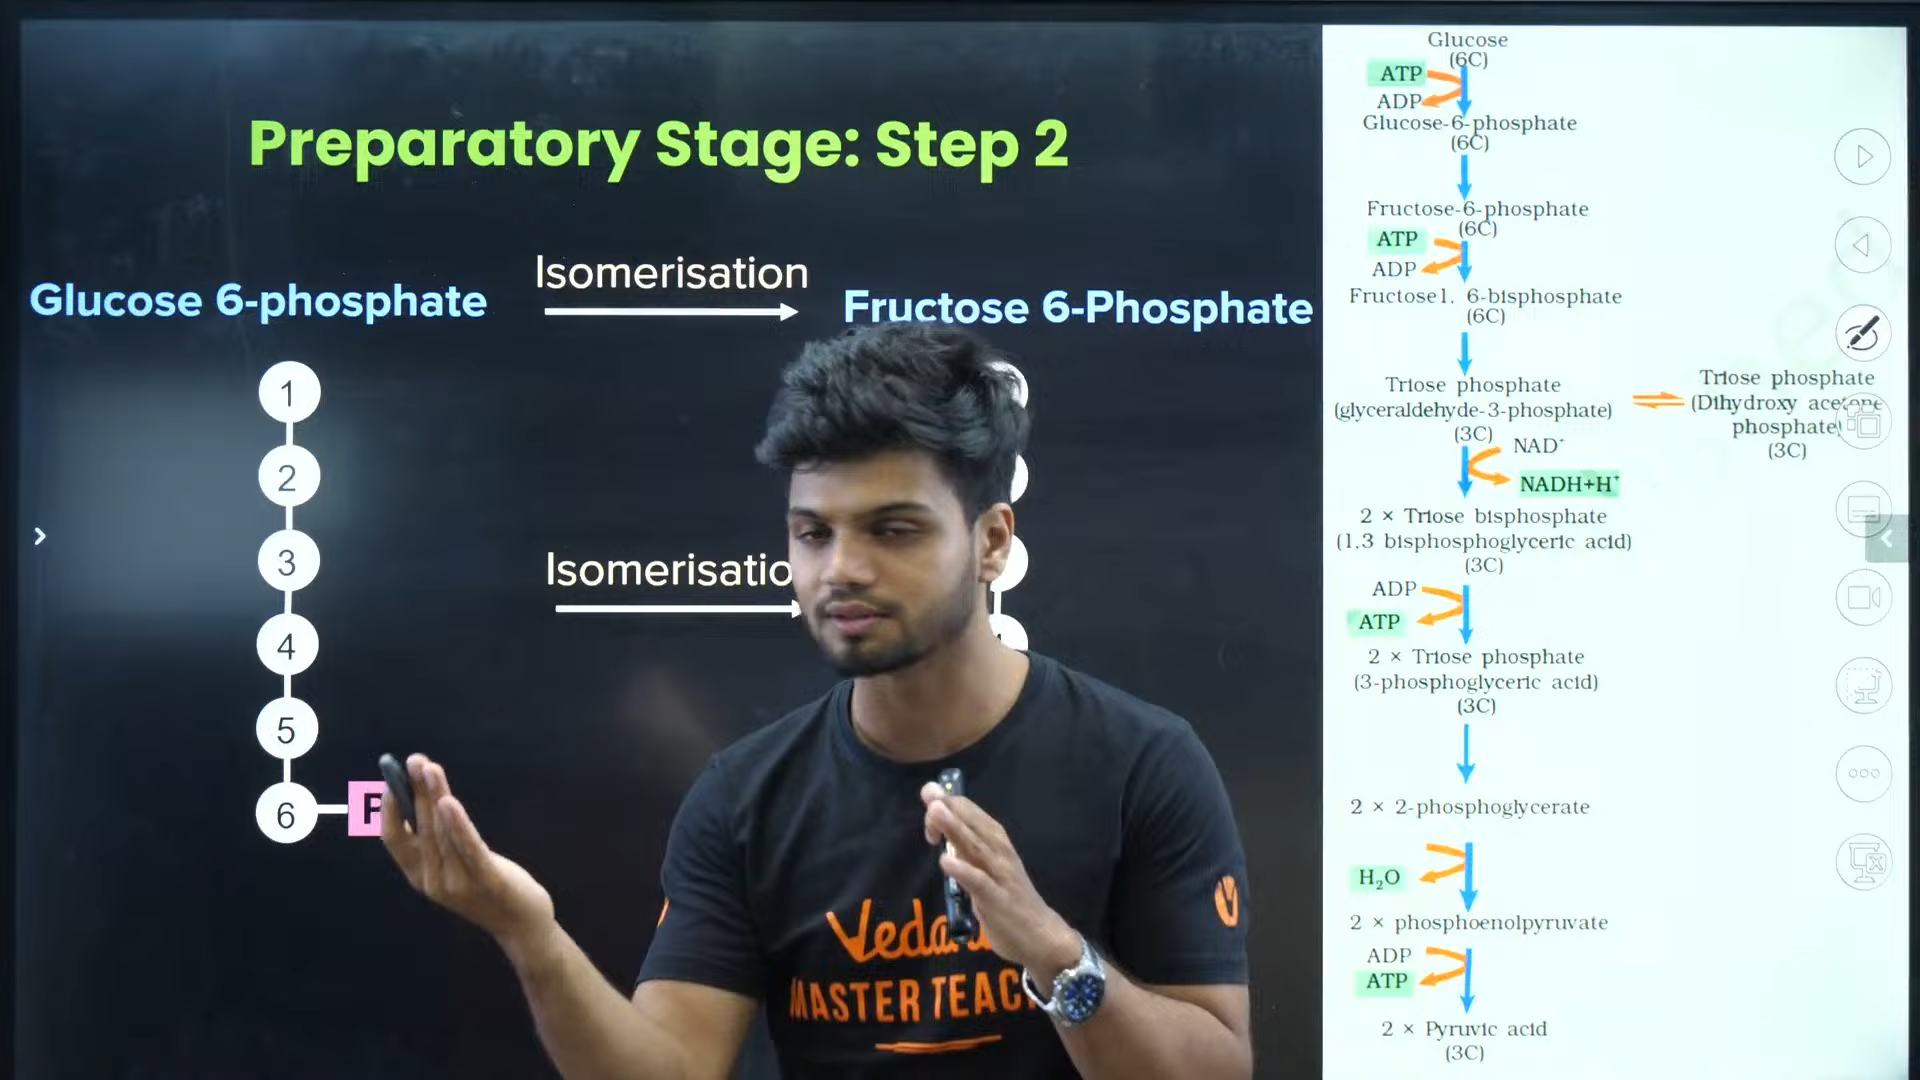 Preparatory Stage: Step 2
Glucose 6-phosphate
Isomerisation
Fructose 6-Phosphate
1
2
3
4
5
6
P
MASTER
Glucose
(6C)
ATP
ADP
Glucose-6-phosphate
(6C)
Fructose-6-phosphate
(6C)
ATP
ADP
Fructose1, 6-bisphosphate
(6C)
Triose phosphate
(glyceraldehyde-3-phosphate)
(3C)
Triose phosphate
(Dihydroxy acetone
phosphate)
(3C)
NAD⁺
NADH+H⁺
2 × Triose bisphosphate
(1,3 bisphosphoglyceric acid)
(3C)
ADP
ATP
2 × Triose phosphate
(3-phosphoglyceric acid)
(3C)
2 × 2-phosphoglycerate
H₂O
2 × phosphoenolpyruvate
ADP
ATP
2 × Pyruvic acid
(3C)